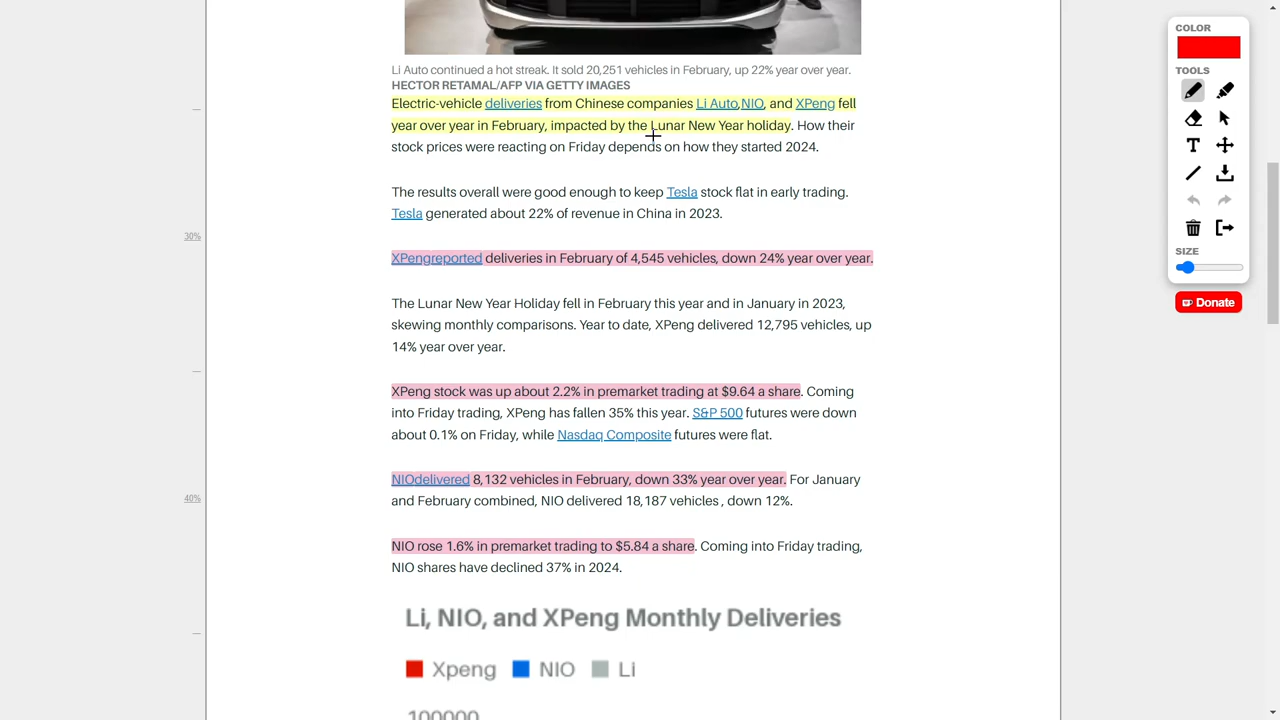 Li Auto continued a hot streak. It sold 20,251 vehicles in February, up 22% year over year.
HECTOR RETAMAL/AFP VIA GETTY IMAGES
Electric-vehicle deliveries from Chinese companies Li Auto,NIO, and XPeng fell
year over year in February, impacted by the Lunar New Year holiday. How their
stock prices were reacting on Friday depends on how they started 2024.
The results overall were good enough to keep Tesla stock flat in early trading.
Tesla generated about 22% of revenue in China in 2023.
30%
XPengreported deliveries in February of 4,545 vehicles, down 24% year over year.
The Lunar New Year Holiday fell in February this year and in January in 2023,
skewing monthly comparisons. Year to date, XPeng delivered 12,795 vehicles, up
14% year over year.
XPeng stock was up about 2.2% in premarket trading at $9.64 a share. Coming
into Friday trading, XPeng has fallen 35% this year. S&P 500 futures were down
about 0.1% on Friday, while Nasdaq Composite futures were flat.
NIOdelivered 8,132 vehicles in February, down 33% year over year. For January
40%
and February combined, NIO delivered 18,187 vehicles , down 12%.
NIO rose 1.6% in premarket trading to $5.84 a share. Coming into Friday trading,
NIO shares have declined 37% in 2024.
Li, NIO, and XPeng Monthly Deliveries
Xpeng NIO Li
100000
COLOR
TOOLS
T
SIZE
Donate